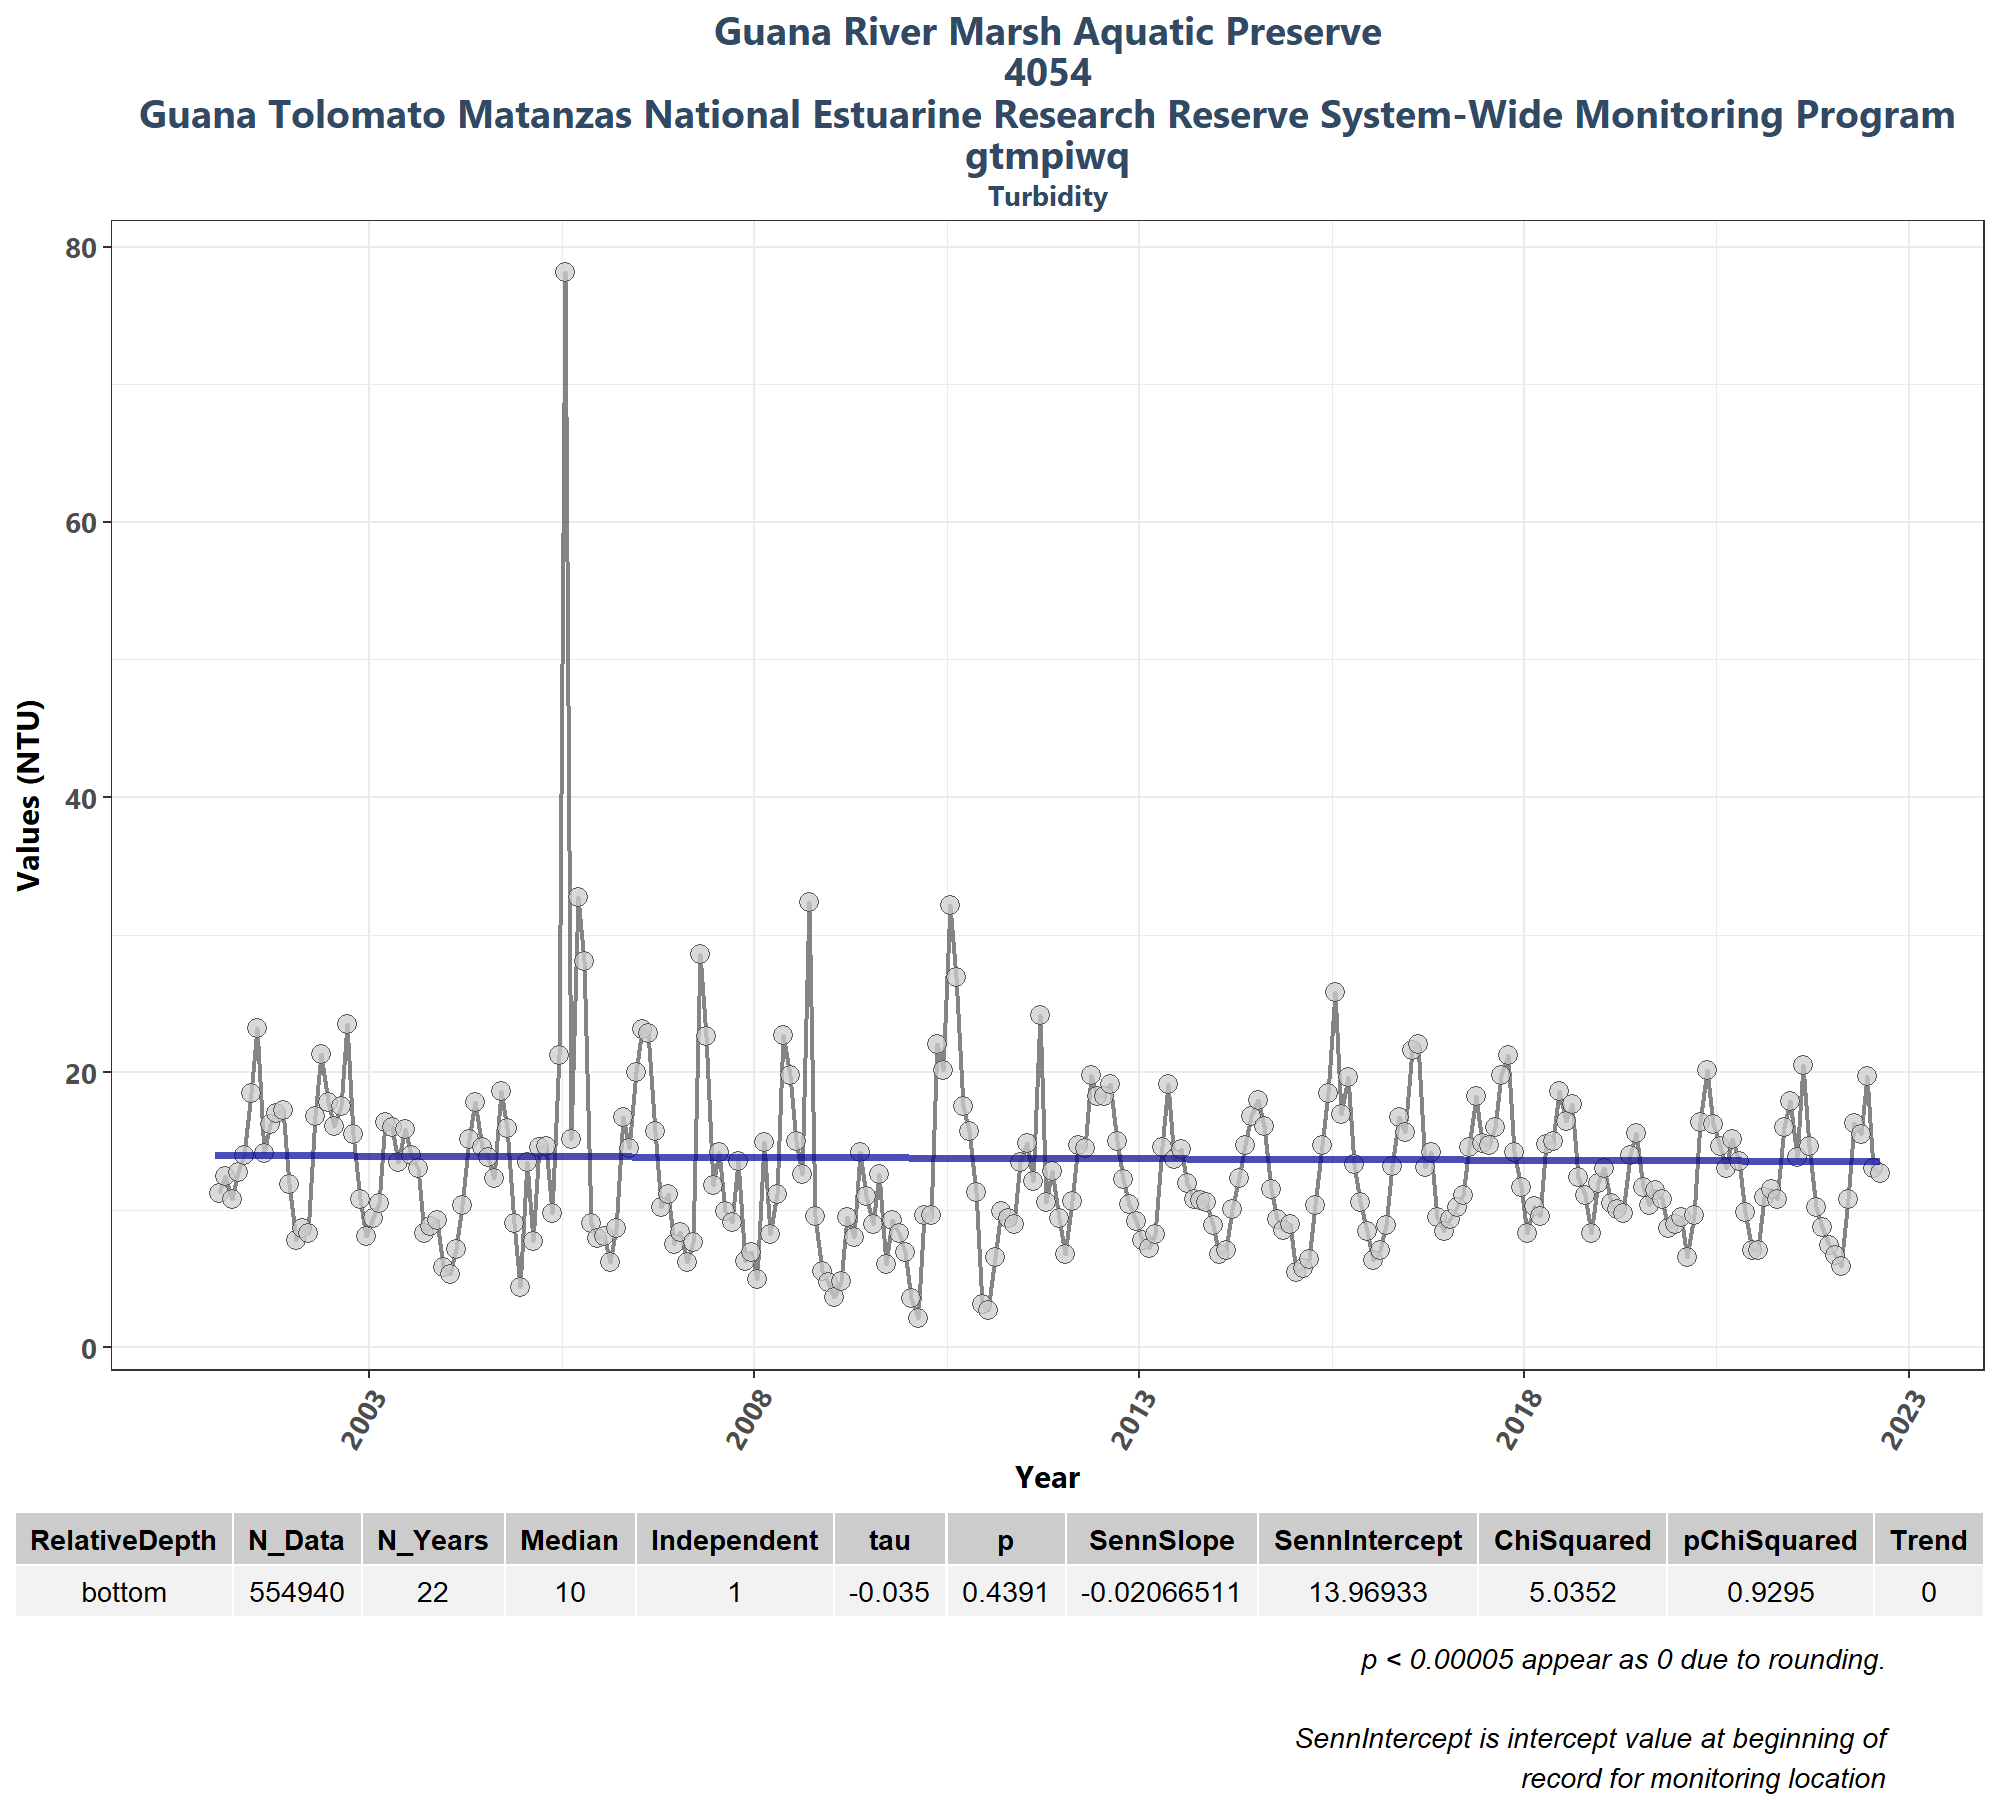 Guana River Marsh Aquatic Preserve
4054
Guana Tolomato Matanzas National Estuarine Research Reserve System-Wide Monitoring Program
gtmpiwq
Turbidity
80
60
40
20
0
Values (NTU)
2003 2008 2013 2018 2023
Year
RelativeDepth N_Data N_Years Median Independent tau p SennSlope SennIntercept ChiSquared pChiSquared Trend
bottom 554940 22 10 1 -0.035 0.4391 -0.02066511 13.96933 5.0352 0.9295 0
p < 0.00005 appear as 0 due to rounding.
SennIntercept is intercept value at beginning of
record for monitoring location